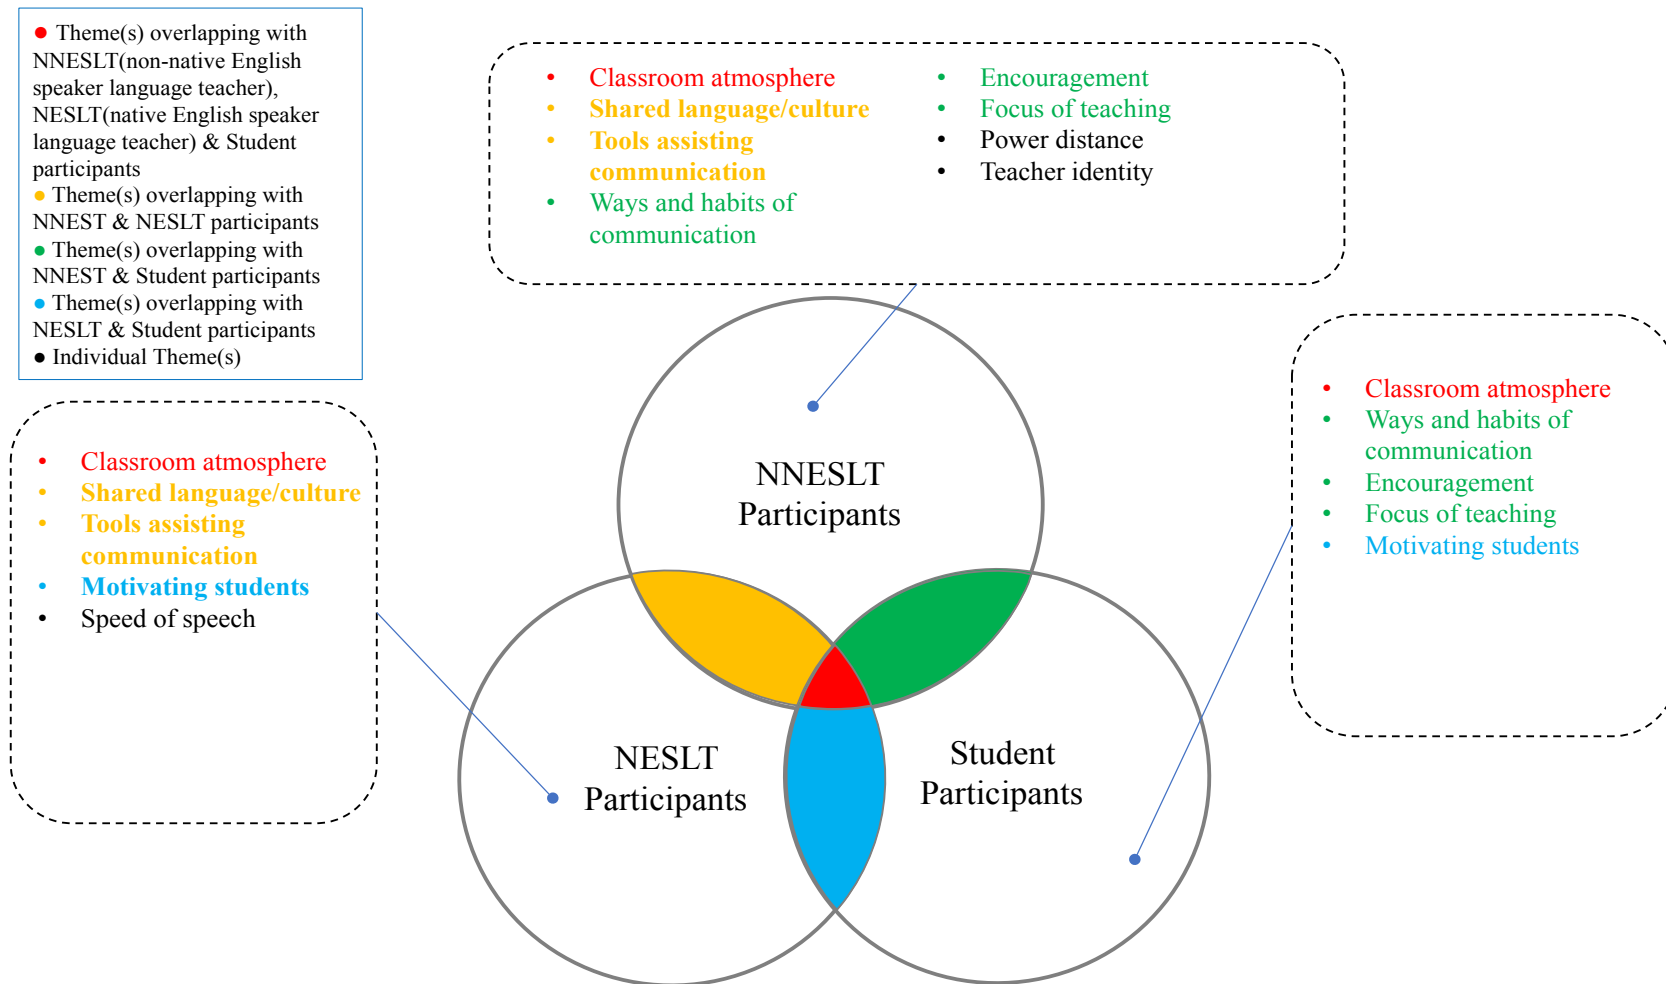 ● Theme(s) overlapping with
NNESLT(non-native English
speaker language teacher),
NESLT(native English speaker
language teacher) & Student
participants
● Theme(s) overlapping with
NNEST & NESLT participants
● Theme(s) overlapping with
NNEST & Student participants
● Theme(s) overlapping with
NESLT & Student participants
● Individual Theme(s)
• Classroom atmosphere
• Shared language/culture
• Tools assisting
communication
• Ways and habits of
communication
• Encouragement
• Focus of teaching
• Power distance
• Teacher identity
• Classroom atmosphere
• Shared language/culture
• Tools assisting
communication
• Motivating students
• Speed of speech
• Classroom atmosphere
• Ways and habits of
communication
• Encouragement
• Focus of teaching
• Motivating students
NNESLT
Participants
NESLT
Participants
Student
Participants